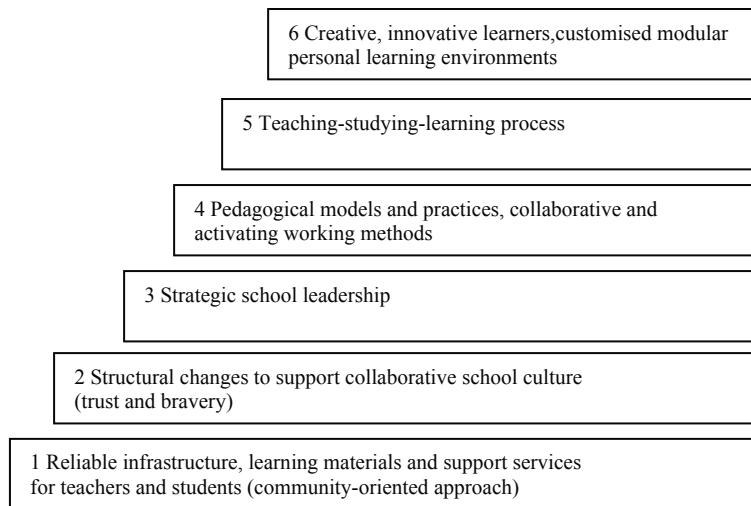 6 Creative, innovative learners,customised modular
personal learning environments
5 Teaching-studying-learning process
4 Pedagogical models and practices, collaborative and
activating working methods
3 Strategic school leadership
2 Structural changes to support collaborative school culture
(trust and bravery)
1 Reliable infrastructure, learning materials and support services
for teachers and students (community-oriented approach)